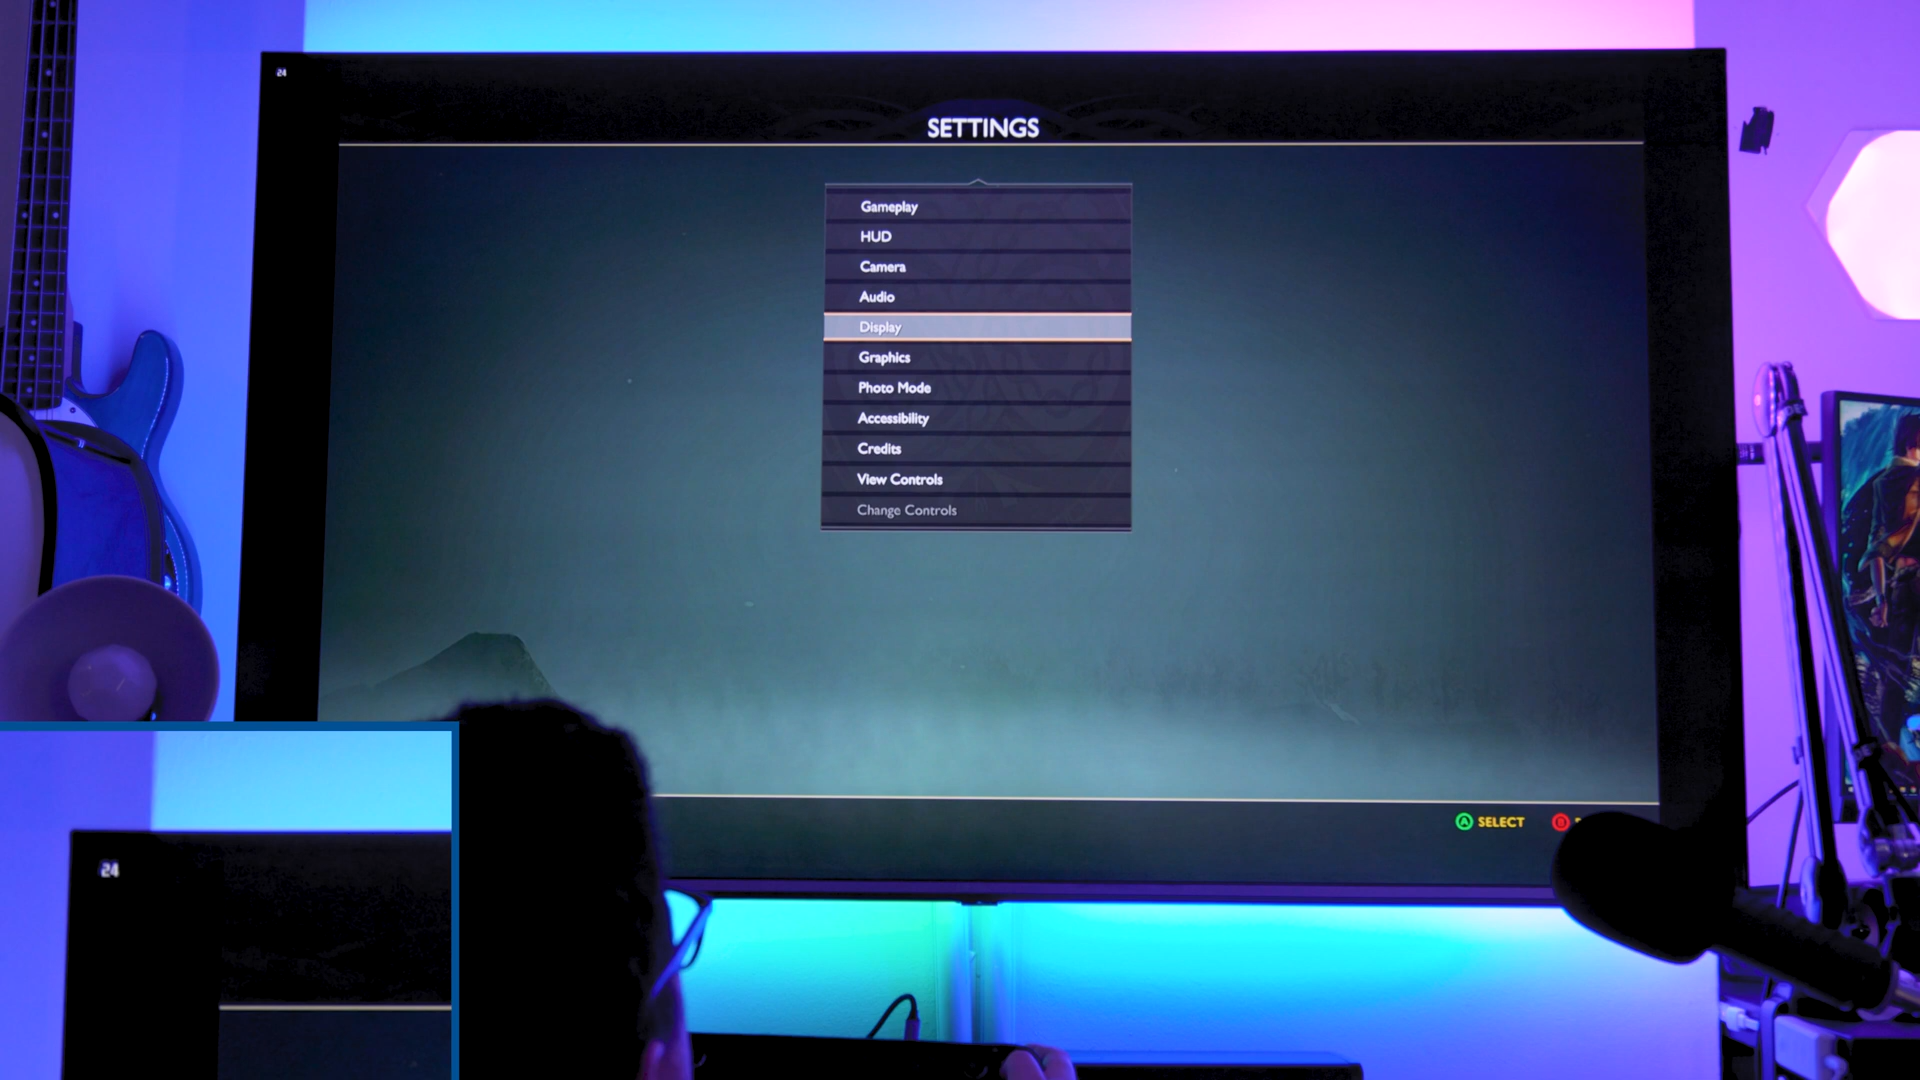 24
SETTINGS
Gameplay
HUD
Camera
Audio
Display
Graphics
Photo Mode
Accessibility
Credits
View Controls
Change Controls
A SELECT B
24